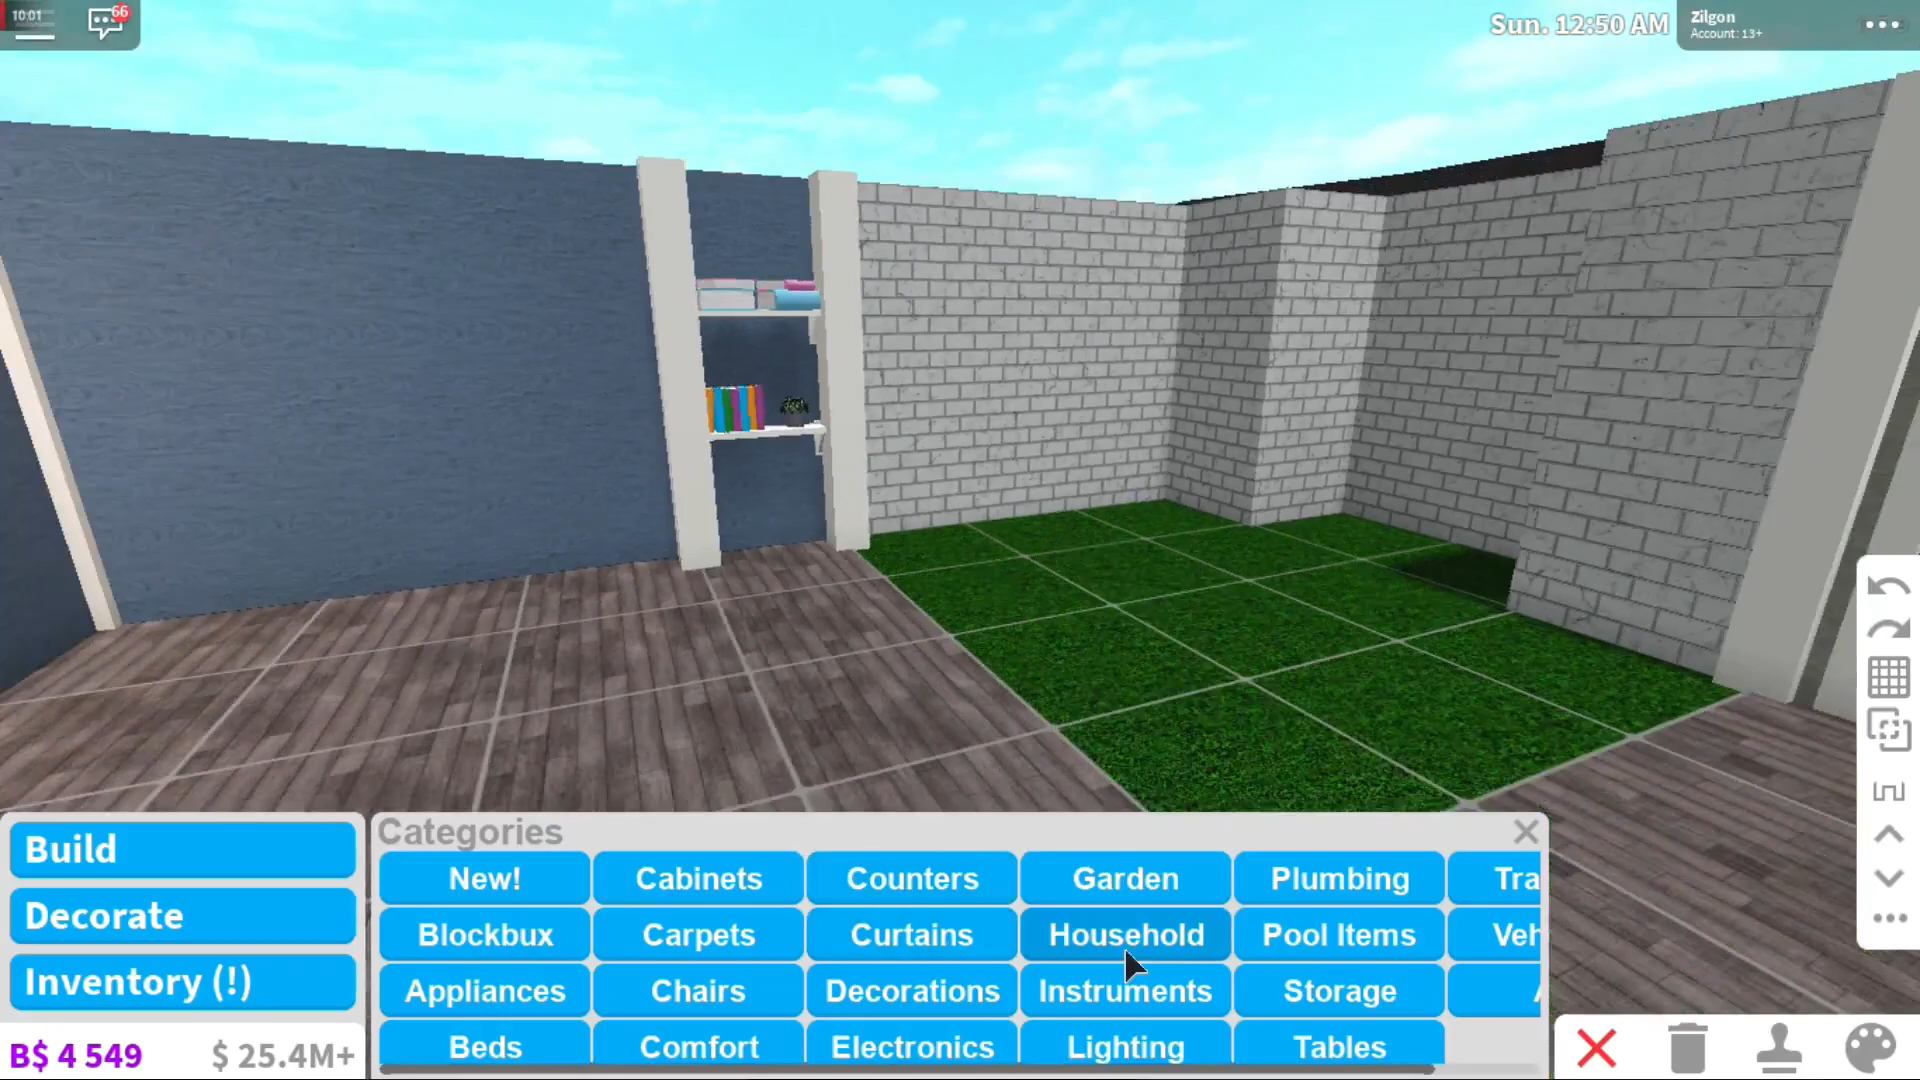 10:01
66
Sun. 12:50 AM
Zilgon
Account: 13+
Build
Decorate
Inventory (!)
B$ 4 549
$ 25.4M+
Categories
New! Cabinets Counters Garden Plumbing Tra
Blockbux Carpets Curtains Household Pool Items Veh
Appliances Chairs Decorations Instruments Storage
Beds Comfort Electronics Lighting Tables